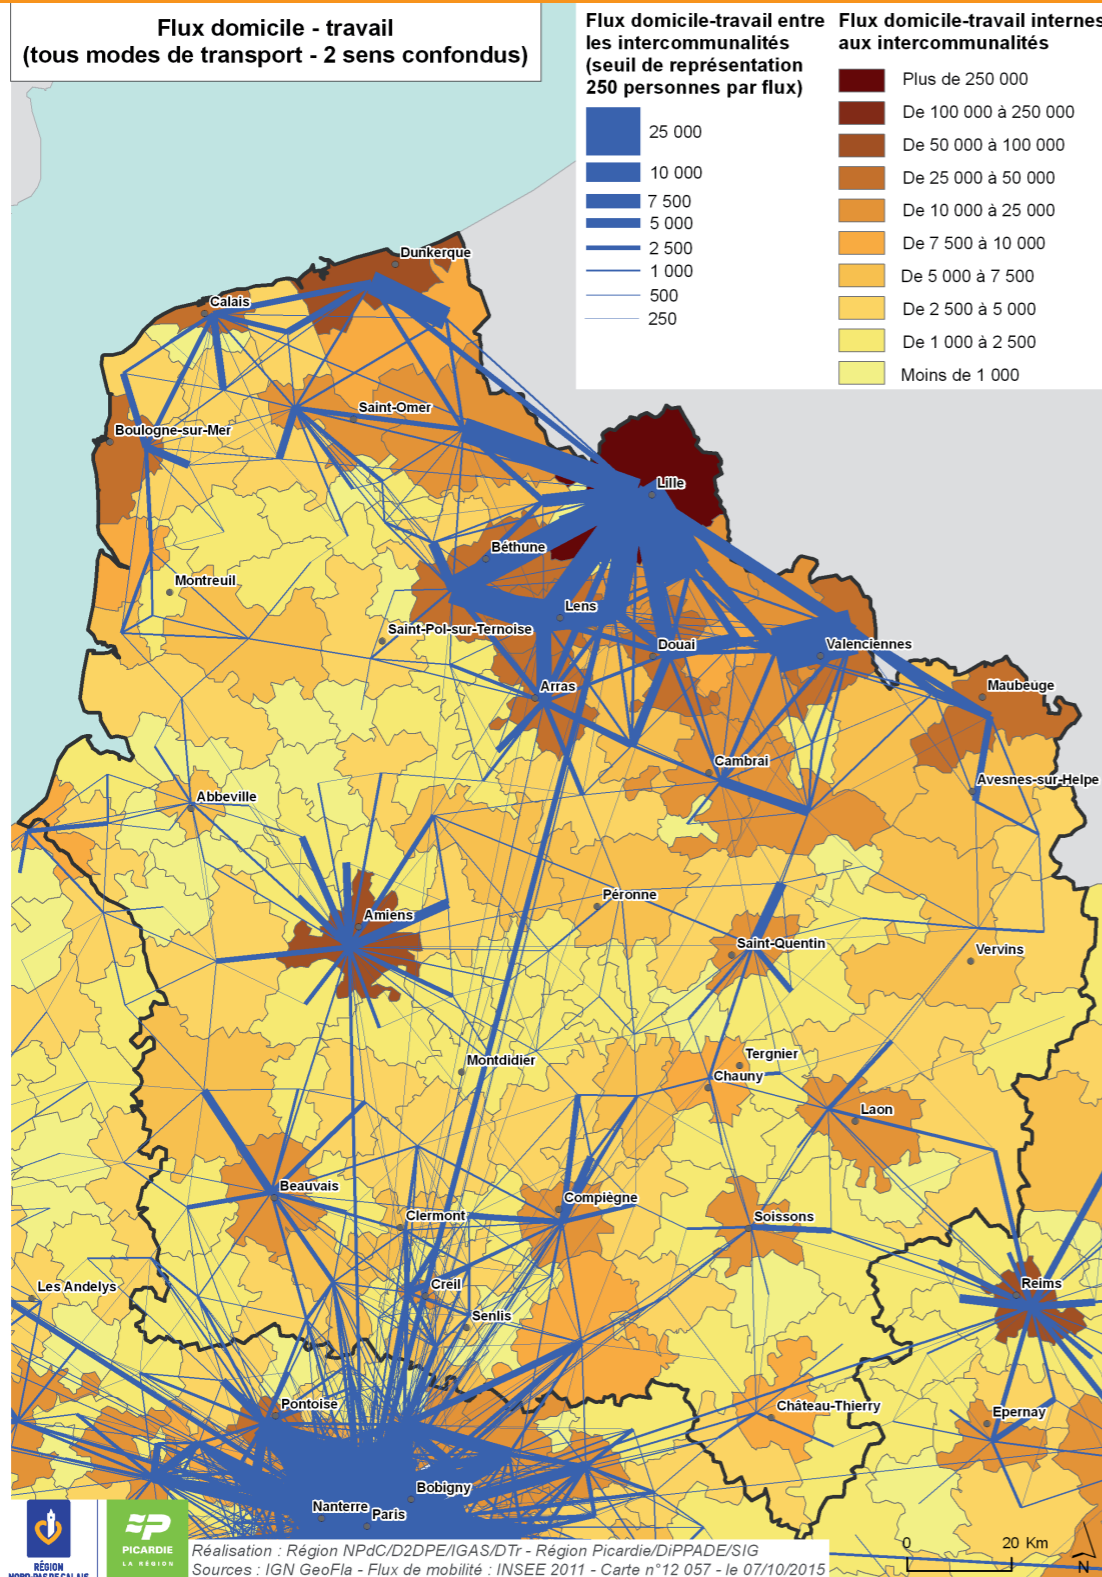 Flux domicile - travail
(tous modes de transport - 2 sens confondus)
Flux domicile-travail entre
les intercommunalités
(seuil de représentation
250 personnes par flux)
25 000
10 000
7 500
5 000
2 500
1 000
500
250
Flux domicile-travail internes
aux intercommunalités
Plus de 250 000
De 100 000 à 250 000
De 50 000 à 100 000
De 25 000 à 50 000
De 10 000 à 25 000
De 7 500 à 10 000
De 5 000 à 7 500
De 2 500 à 5 000
De 1 000 à 2 500
Moins de 1 000
Dunkerque
Calais
Saint-Omer
Boulogne-sur-Mer
Lille
Béthune
Montreuil
Lens
Saint-Pol-sur-Ternoise
Douai
Valenciennes
Arras
Maubeuge
Cambrai
Avesnes-sur-Helpe
Abbeville
Péronne
Amiens
Saint-Quentin
Vervins
Montdidier
Tergnier
Chauny
Laon
Beauvais
Compiègne
Clermont
Soissons
Les Andelys
Creil
Reims
Senlis
Pontoise
Château-Thierry
Epernay
Bobigny
Nanterre
Paris
RÉGION
NORD-PAS DE CALAIS
PICARDIE
LA RÉGION
Réalisation : Région NPdC/D2DPE/IGAS/DTr - Région Picardie/DiPPADE/SIG
Sources : IGN GeoFla - Flux de mobilité : INSEE 2011 - Carte n°12 057 - le 07/10/2015
0 20 Km
N